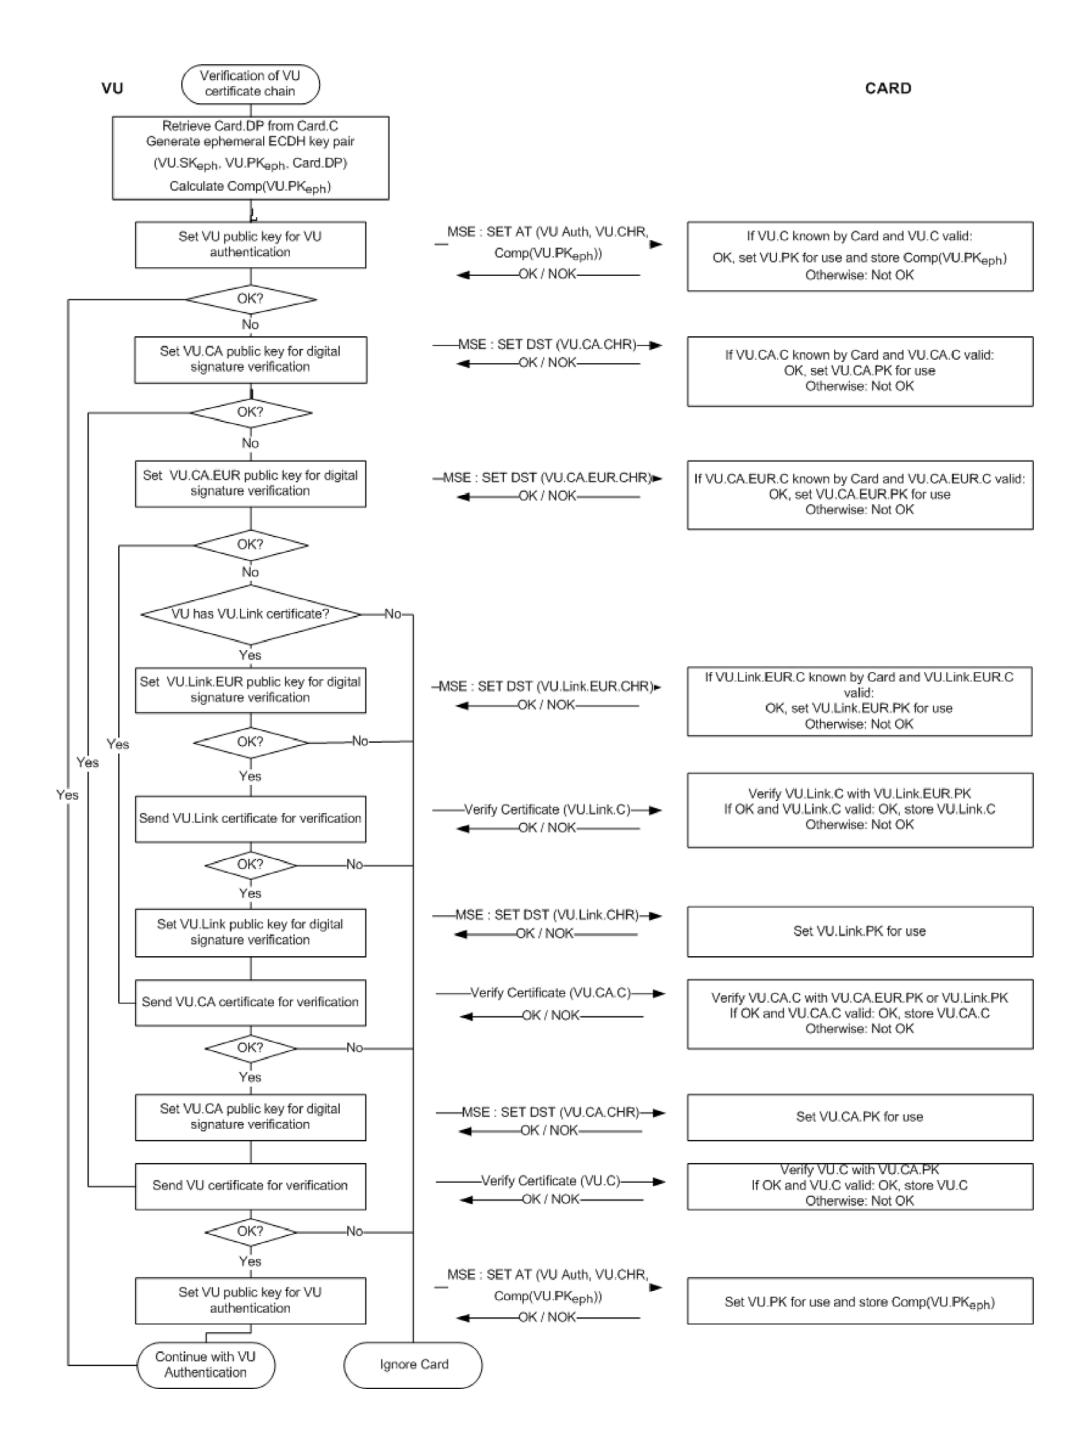 Verification of VU
certificate chain
VU
CARD
Retrieve Card.DP from Card.C
Generate ephemeral ECDH key pair
(VU.SKeph, VU.PKeph, Card.DP)
Calculate Comp(VU.PKeph)
Set VU public key for VU
authentication
MSE : SET AT (VU Auth, VU.CHR,
Comp(VU.PKeph))
OK / NOK
If VU.C known by Card and VU.C valid:
OK, set VU.PK for use and store Comp(VU.PKeph)
Otherwise: Not OK
OK?
No
Set VU.CA public key for digital
signature verification
MSE : SET DST (VU.CA.CHR)
OK / NOK
If VU.CA.C known by Card and VU.CA.C valid:
OK, set VU.CA.PK for use
Otherwise: Not OK
OK?
No
Set VU.CA.EUR public key for digital
signature verification
MSE : SET DST (VU.CA.EUR.CHR)
OK / NOK
If VU.CA.EUR.C known by Card and VU.CA.EUR.C valid:
OK, set VU.CA.EUR.PK for use
Otherwise: Not OK
OK?
No
VU has VU.Link certificate?
No
Yes
Set VU.Link.EUR public key for digital
signature verification
MSE : SET DST (VU.Link.EUR.CHR)
OK / NOK
If VU.Link.EUR.C known by Card and VU.Link.EUR.C
valid:
OK, set VU.Link.EUR.PK for use
Otherwise: Not OK
OK?
No
Yes
Yes
Yes
Yes
Send VU.Link certificate for verification
Verify Certificate (VU.Link.C)
OK / NOK
Verify VU.Link.C with VU.Link.EUR.PK
If OK and VU.Link.C valid: OK, store VU.Link.C
Otherwise: Not OK
OK?
No
Yes
Set VU.Link public key for digital
signature verification
MSE : SET DST (VU.Link.CHR)
OK / NOK
Set VU.Link.PK for use
Send VU.CA certificate for verification
Verify Certificate (VU.CA.C)
OK / NOK
Verify VU.CA.C with VU.CA.EUR.PK or VU.Link.PK
If OK and VU.CA.C valid: OK, store VU.CA.C
Otherwise: Not OK
OK?
No
Yes
Set VU.CA public key for digital
signature verification
MSE : SET DST (VU.CA.CHR)
OK / NOK
Set VU.CA.PK for use
Send VU certificate for verification
Verify Certificate (VU.C)
OK / NOK
Verify VU.C with VU.CA.PK
If OK and VU.C valid: OK, store VU.C
Otherwise: Not OK
OK?
No
Yes
Set VU public key for VU
authentication
MSE : SET AT (VU Auth, VU.CHR,
Comp(VU.PKeph))
OK / NOK
Set VU.PK for use and store Comp(VU.PKeph)
Continue with VU
Authentication
Ignore Card